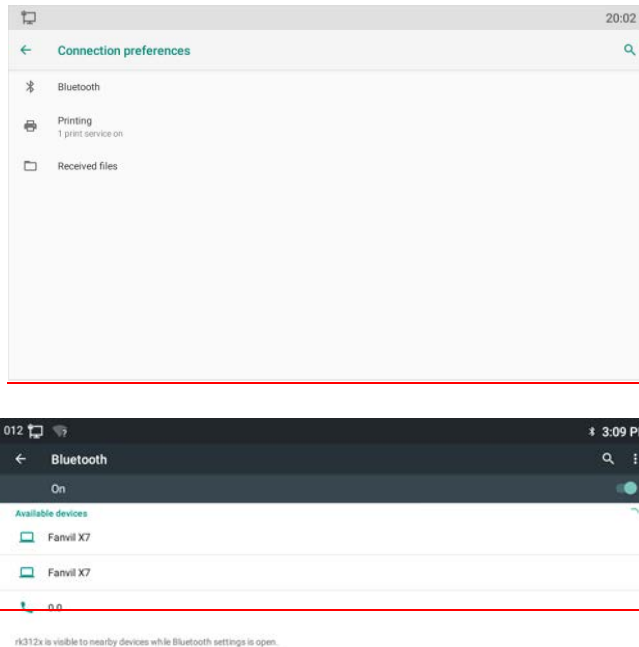 20:02
Connection preferences
Bluetooth
Printing
1 print service on
Received files
012
3:09 P
Bluetooth
On
Available devices
Fanvil X7
Fanvil X7
0.0
rk312x is visible to nearby devices while Bluetooth settings is open.